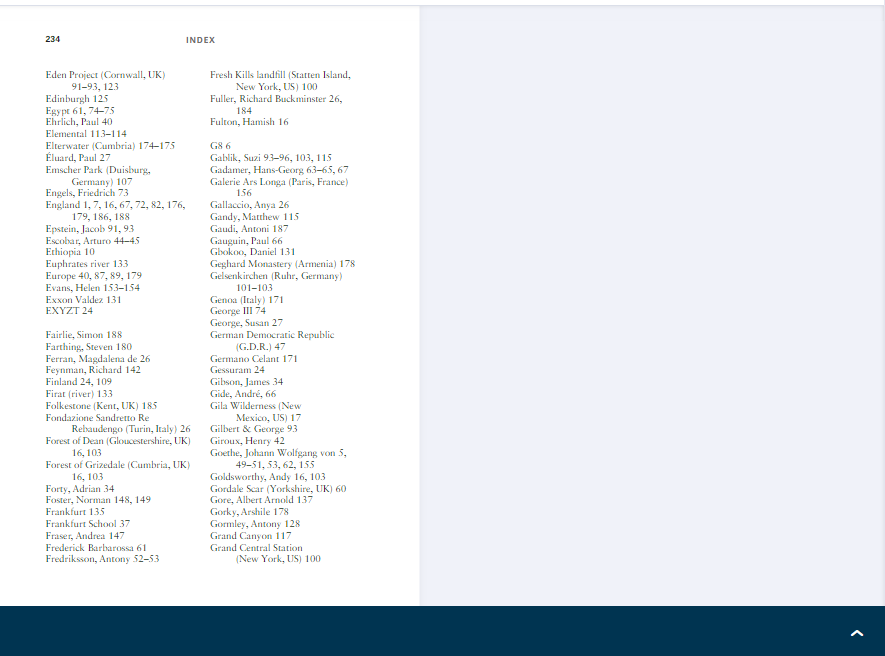 234
INDEX
Eden Project (Cornwall, UK)
91–93, 123
Edinburgh 125
Egypt 61, 74–75
Ehrlich, Paul 40
Elemental 113–114
Elterwater (Cumbria) 174–175
Éluard, Paul 27
Emscher Park (Duisburg,
Germany) 107
Engels, Friedrich 73
England 1, 7, 16, 67, 72, 82, 176,
179, 186, 188
Epstein, Jacob 91, 93
Escobar, Arturo 44–45
Ethiopia 10
Euphrates river 133
Europe 40, 87, 89, 179
Evans, Helen 153–154
Exxon Valdez 131
EXYZT 24
Fairlie, Simon 188
Farthing, Steven 180
Ferran, Magdalena de 26
Feynman, Richard 142
Finland 24, 109
Firat (river) 133
Folkestone (Kent, UK) 185
Fondazione Sandretto Re
Rebaudengo (Turin, Italy) 26
Forest of Dean (Gloucestershire, UK)
16, 103
Forest of Grizedale (Cumbria, UK)
16, 103
Forty, Adrian 34
Foster, Norman 148, 149
Frankfurt 135
Frankfurt School 37
Fraser, Andrea 147
Frederick Barbarossa 61
Fredriksson, Antony 52–53
Fresh Kills landfill (Statten Island,
New York, US) 100
Fuller, Richard Buckminster 26,
184
Fulton, Hamish 16
G8 6
Gablik, Suzi 93–96, 103, 115
Gadamer, Hans-Georg 63–65, 67
Galerie Ars Longa (Paris, France)
156
Gallaccio, Anya 26
Gandy, Matthew 115
Gaudi, Antoni 187
Gauguin, Paul 66
Gbokoo, Daniel 131
Geghard Monastery (Armenia) 178
Gelsenkirchen (Ruhr, Germany)
101–103
Genoa (Italy) 171
George III 74
George, Susan 27
German Democratic Republic
(G.D.R.) 47
Germano Celant 171
Gessuram 24
Gibson, James 34
Gide, André, 66
Gila Wilderness (New
Mexico, US) 17
Gilbert & George 93
Giroux, Henry 42
Goethe, Johann Wolfgang von 5,
49–51, 53, 62, 155
Goldsworthy, Andy 16, 103
Gordale Scar (Yorkshire, UK) 60
Gore, Albert Arnold 137
Gorky, Arshile 178
Gormley, Antony 128
Grand Canyon 117
Grand Central Station
(New York, US) 100